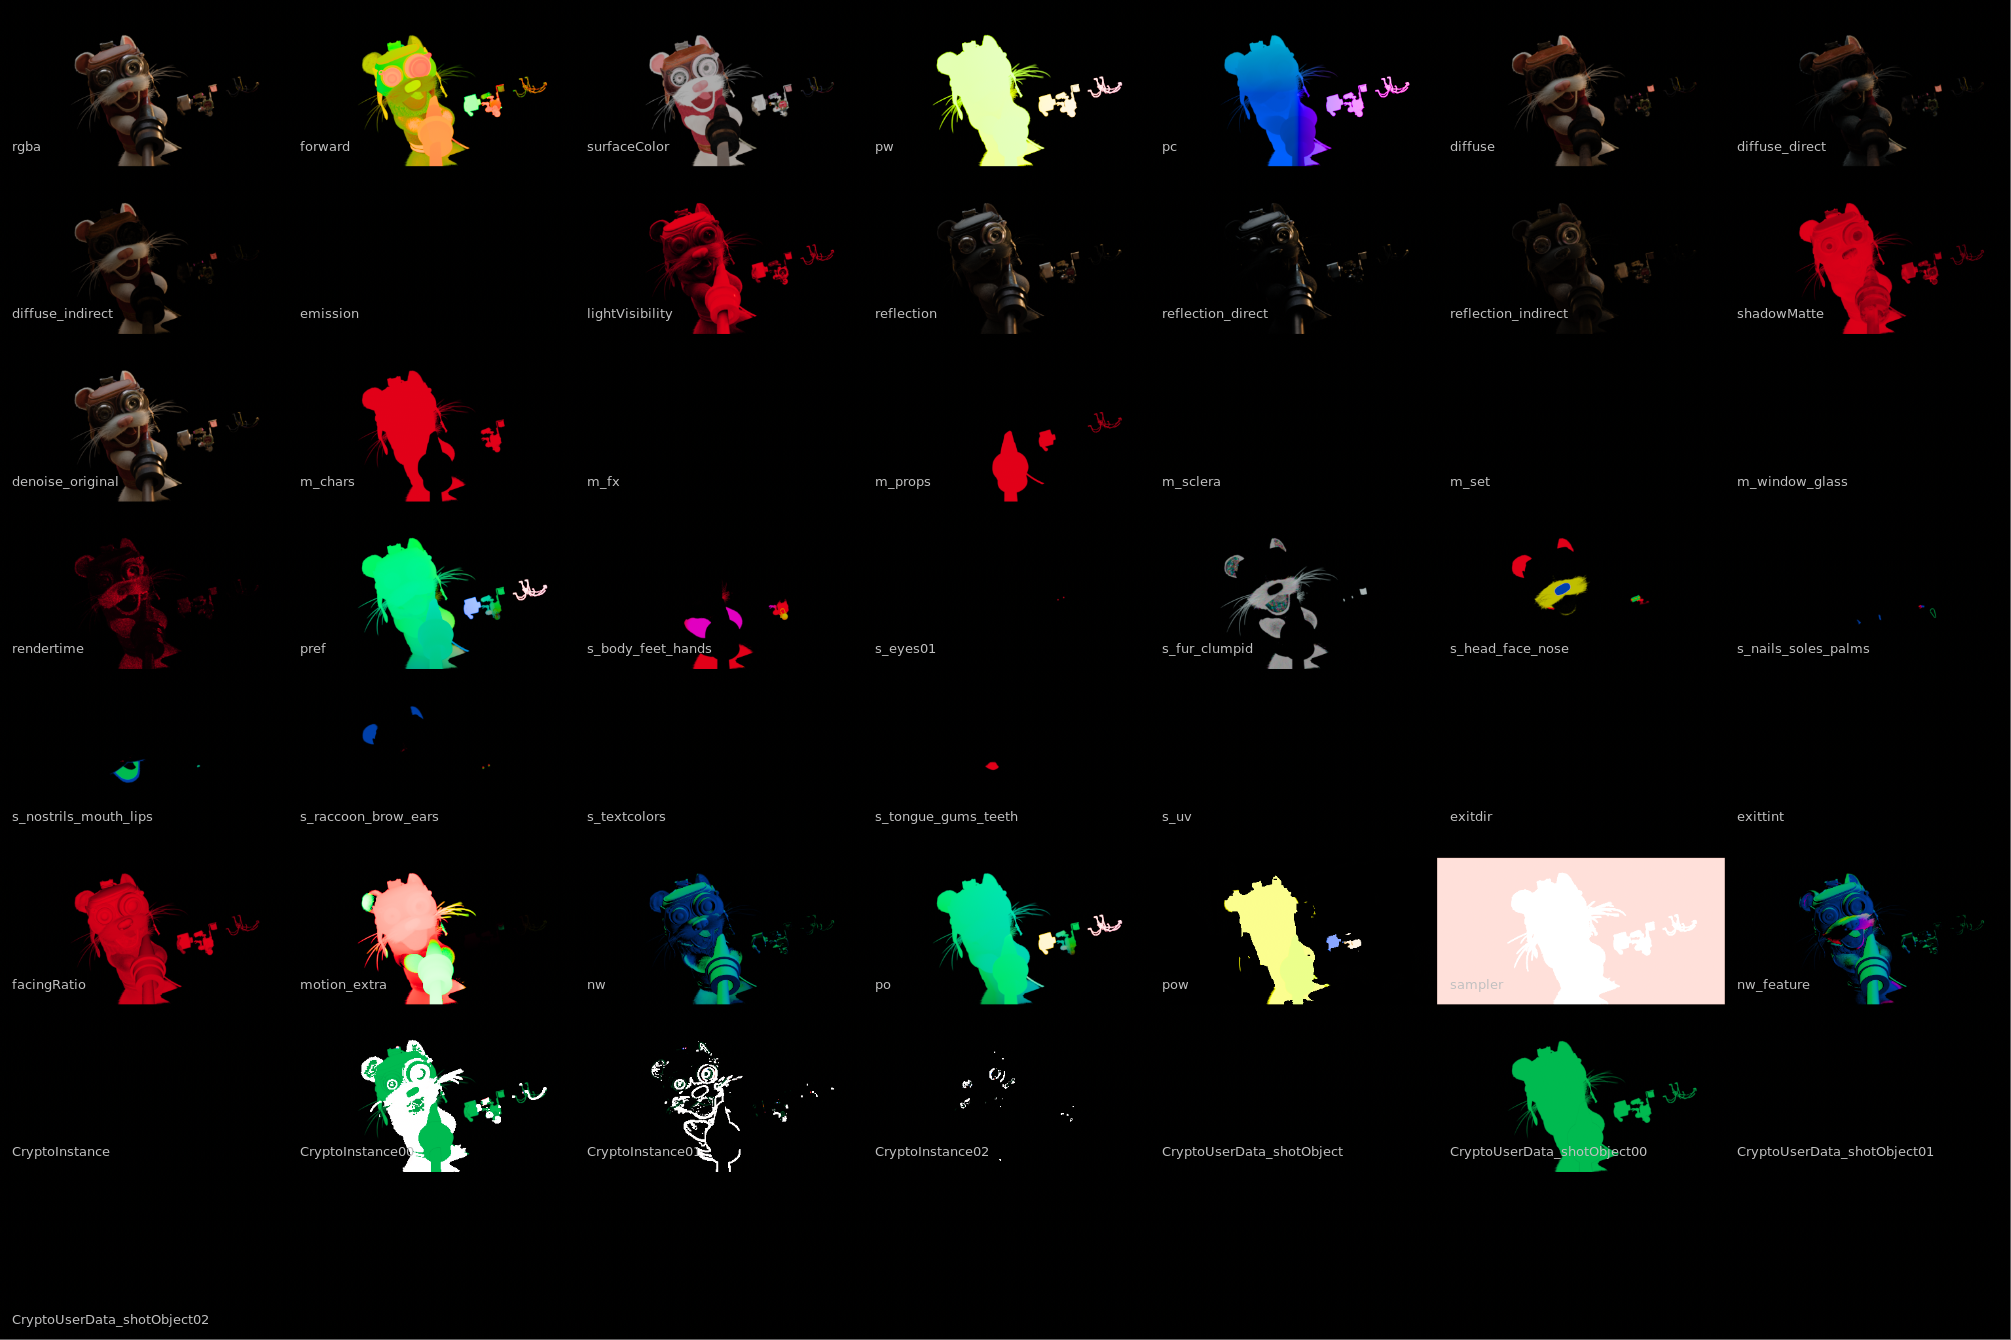 rgba
forward
surfaceColor
pw
pc
diffuse
diffuse_direct
diffuse_indirect
emission
lightVisibility
reflection
reflection_direct
reflection_indirect
shadowMatte
denoise_original
m_chars
m_fx
m_props
m_sclera
m_set
m_window_glass
rendertime
pref
s_body_feet_hands
s_eyes01
s_fur_clumpid
s_head_face_nose
s_nails_soles_palms
s_nostrils_mouth_lips
s_raccoon_brow_ears
s_textcolors
s_tongue_gums_teeth
s_uv
exitdir
exittint
facingRatio
motion_extra
nw
po
pow
sampler
nw_feature
CryptoInstance
CryptoInstance00
CryptoInstance01
CryptoInstance02
CryptoUserData_shotObject
CryptoUserData_shotObject00
CryptoUserData_shotObject01
CryptoUserData_shotObject02